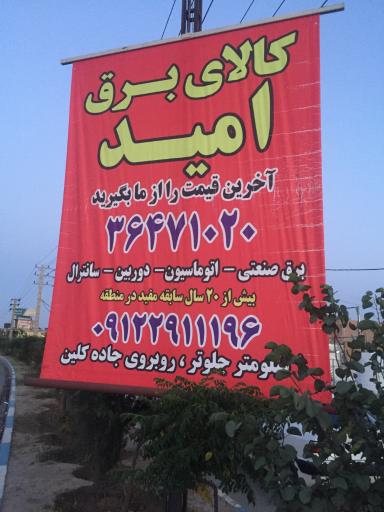 کالای برق
امید
آخرین قیمت را از ما بگیرید
۳۶۴۷۱۰۲۰
برق صنعتی - اتوماسیون - دوربین - سانترال
بیش از ۲۰ سال سابقه مفید در منطقه
۰۹۱۲۲۹۱۱۱۹۶
جلوتر ، روبروی جاده کلین